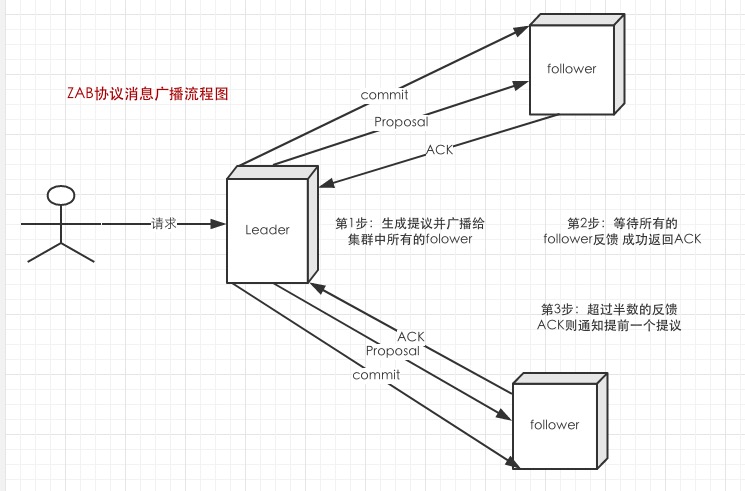 ZAB协议消息广播流程图
follower
commit
Proposal
ACK
请求
Leader
第1步：生成提议并广播给
集群中所有的folower
第2步：等待所有的
follower反馈 成功返回ACK
第3步：超过半数的反馈
ACK则通知提前一个提议
ACK
Proposal
commit
follower